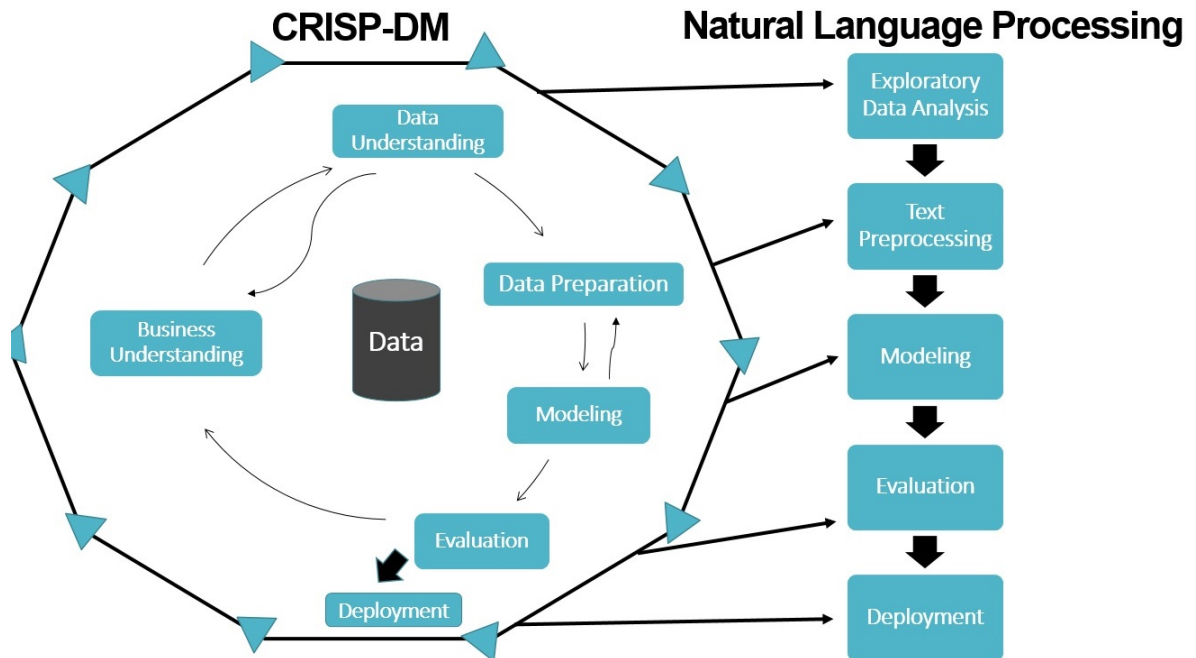 CRISP-DM
Natural Language Processing
Data
Understanding
Data Preparation
Business
Understanding
Data
Modeling
Evaluation
Deployment
Exploratory
Data Analysis
Text
Preprocessing
Modeling
Evaluation
Deployment